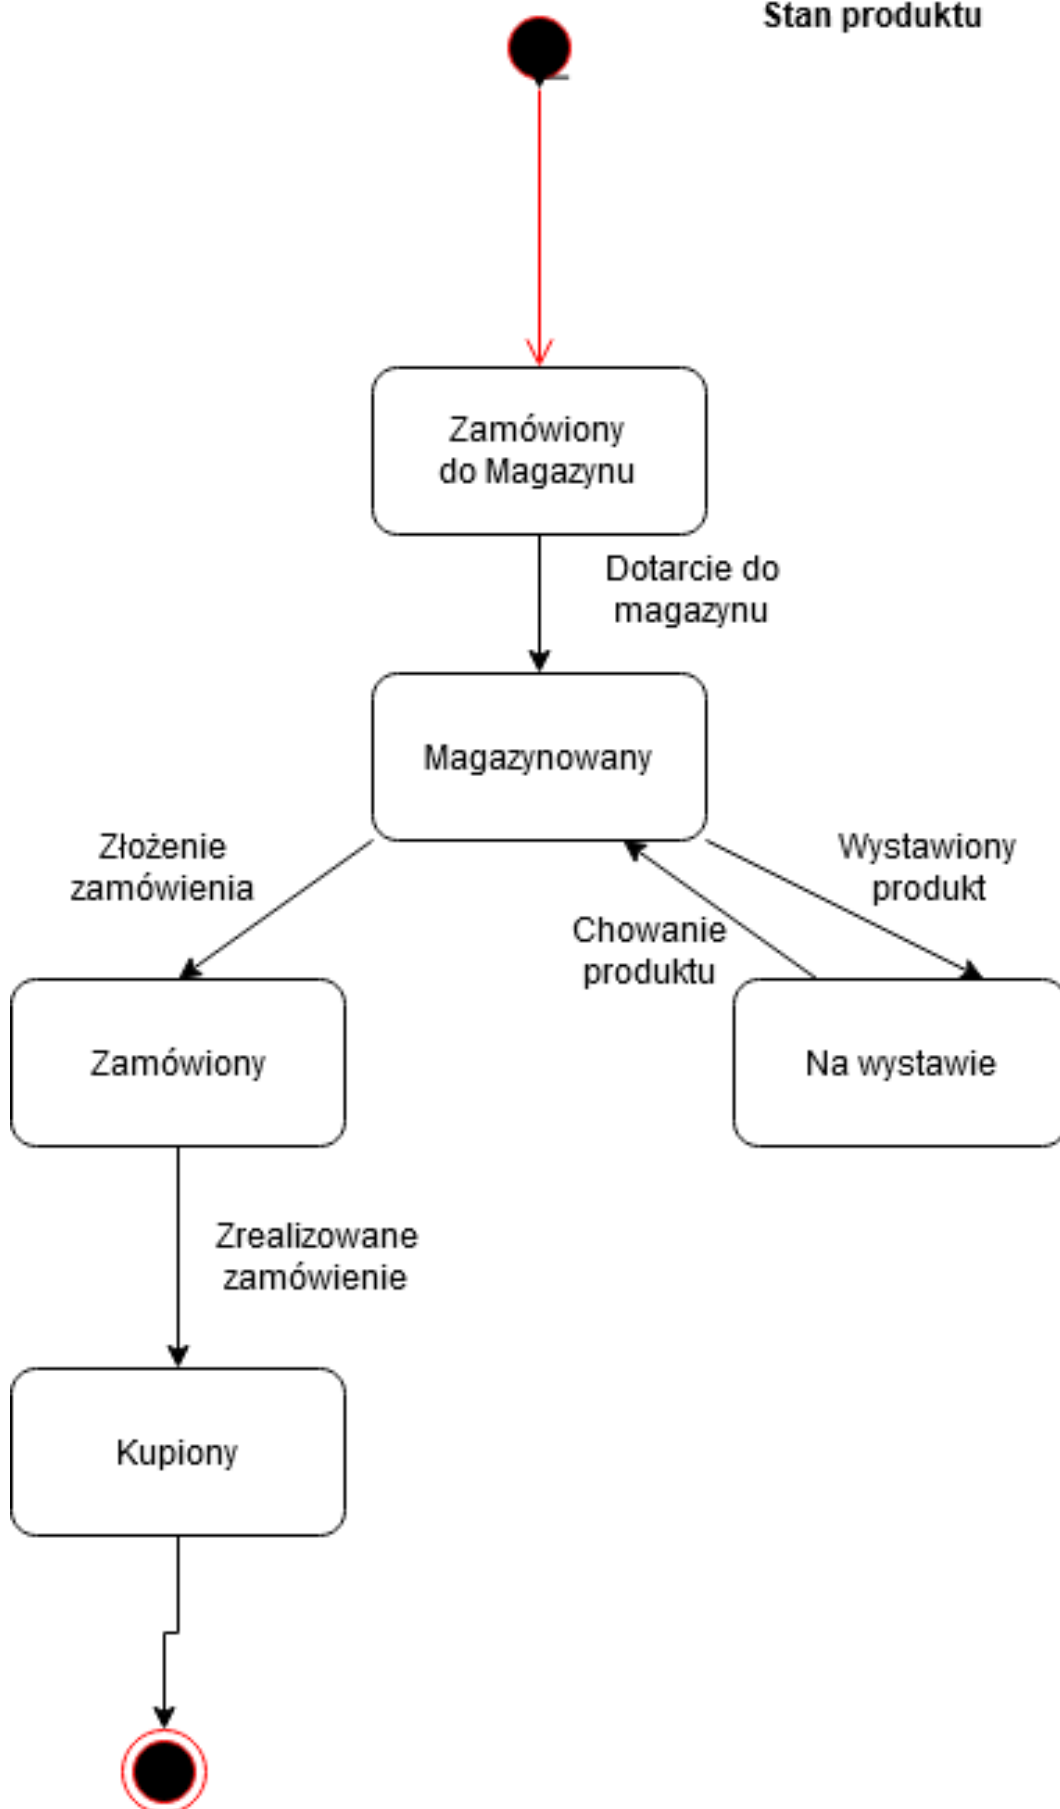 Stan produktu
Zamówiony
do Magazynu
Dotarcie do
magazynu
Magazynowany
Złożenie
zamówienia
Wystawiony
produkt
Chowanie
produktu
Zamówiony
Na wystawie
Zrealizowane
zamówienie
Kupiony